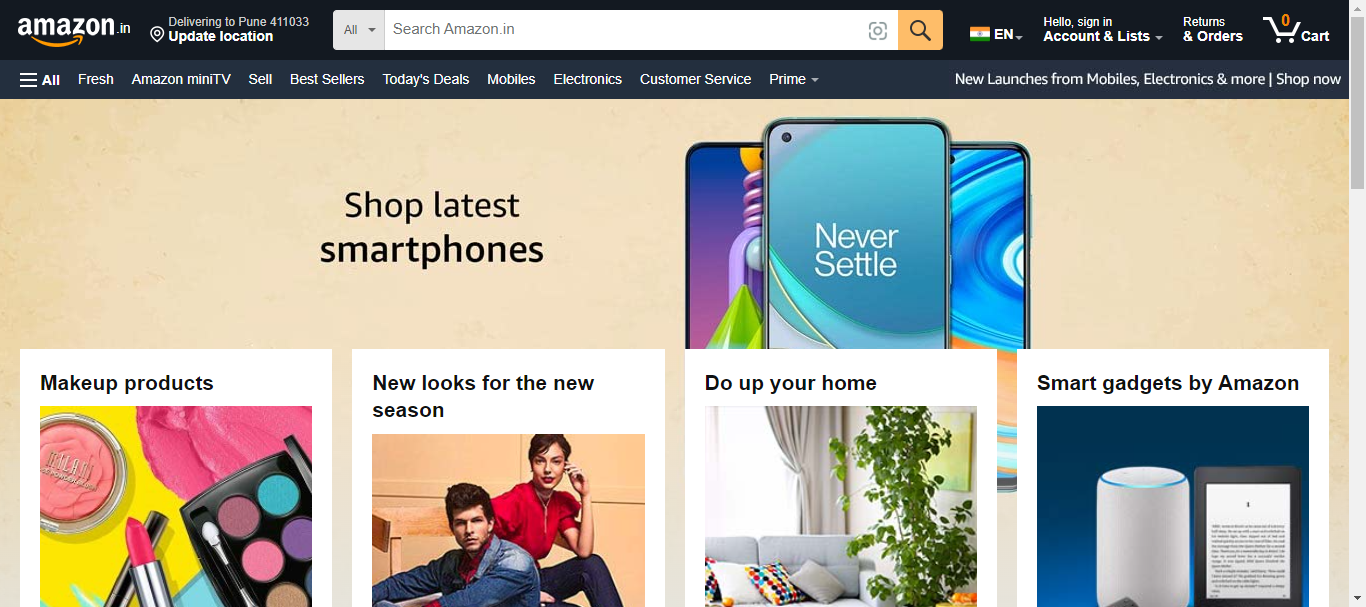 amazon.in
Delivering to Pune 411033
Update location
All
Search Amazon.in
EN
Hello, sign in
Account & Lists
Returns
& Orders
0
Cart
All
Fresh
Amazon miniTV
Sell
Best Sellers
Today's Deals
Mobiles
Electronics
Customer Service
Prime
New Launches from Mobiles, Electronics & more | Shop now
Shop latest
smartphones
Never
Settle
Makeup products
New looks for the new
season
Do up your home
Smart gadgets by Amazon
MILANI